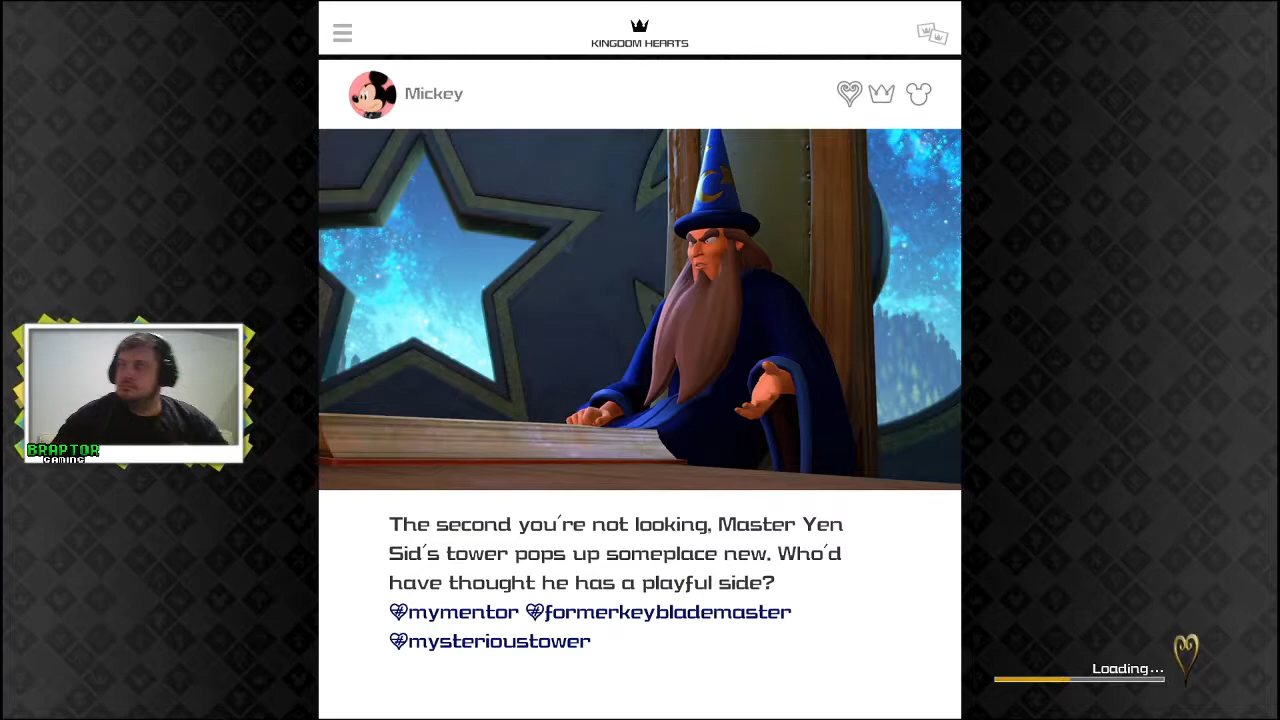 KINGDOM HEARTS
Mickey
The second you're not looking, Master Yen
Sid's tower pops up someplace new. Who'd
have thought he has a playful side?
mymentor formerkeyblademaster
mysterioustower
BRAPTOR
GAMING
Loading...